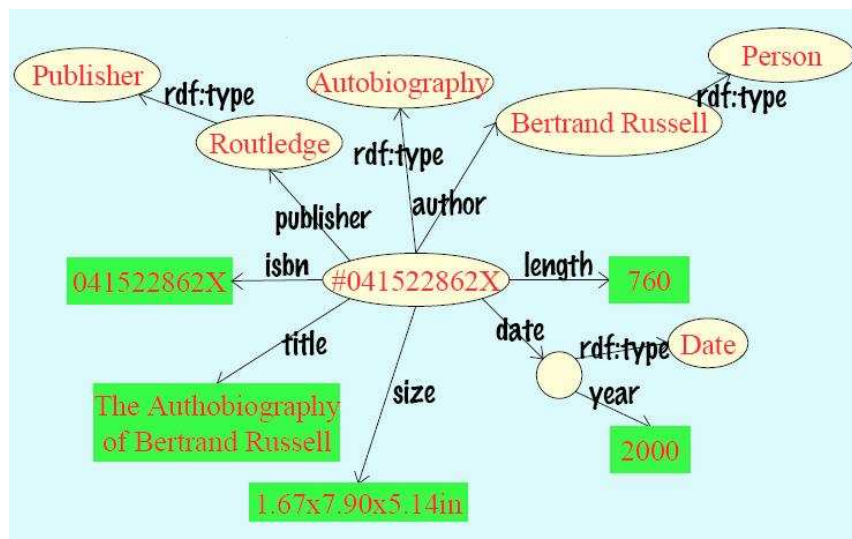 Person
Publisher
Autobiography
rdf:type
rdf:type
Bertrand Russell
Routledge
rdf:type
publisher
author
041522862X
isbn
#041522862X
length
760
title
date
rdf:type
Date
size
year
The Authobiography
of Bertrand Russell
2000
1.67x7.90x5.14in